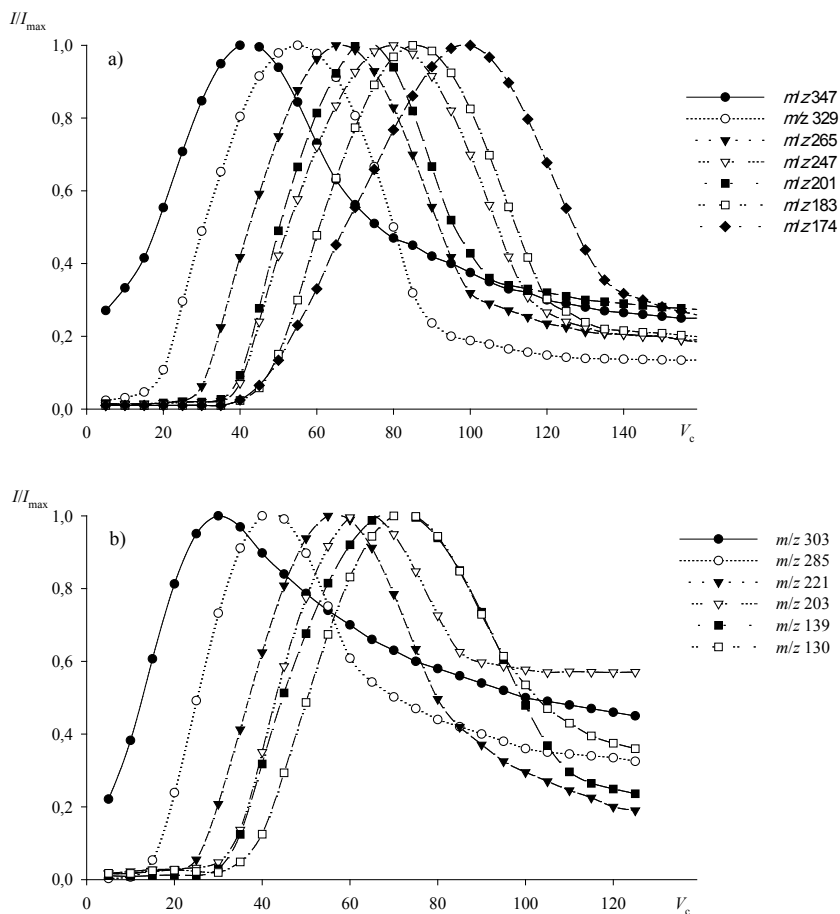 I/Imax
a)
1,0
0,8
0,6
0,4
0,2
0,0
0 20 40 60 80 100 120 140 Vc
m/z 347
m/z 329
m/z 265
m/z 247
m/z 201
m/z 183
m/z 174
I/Imax
b)
1,0
0,8
0,6
0,4
0,2
0,0
0 20 40 60 80 100 120 Vc
m/z 303
m/z 285
m/z 221
m/z 203
m/z 139
m/z 130